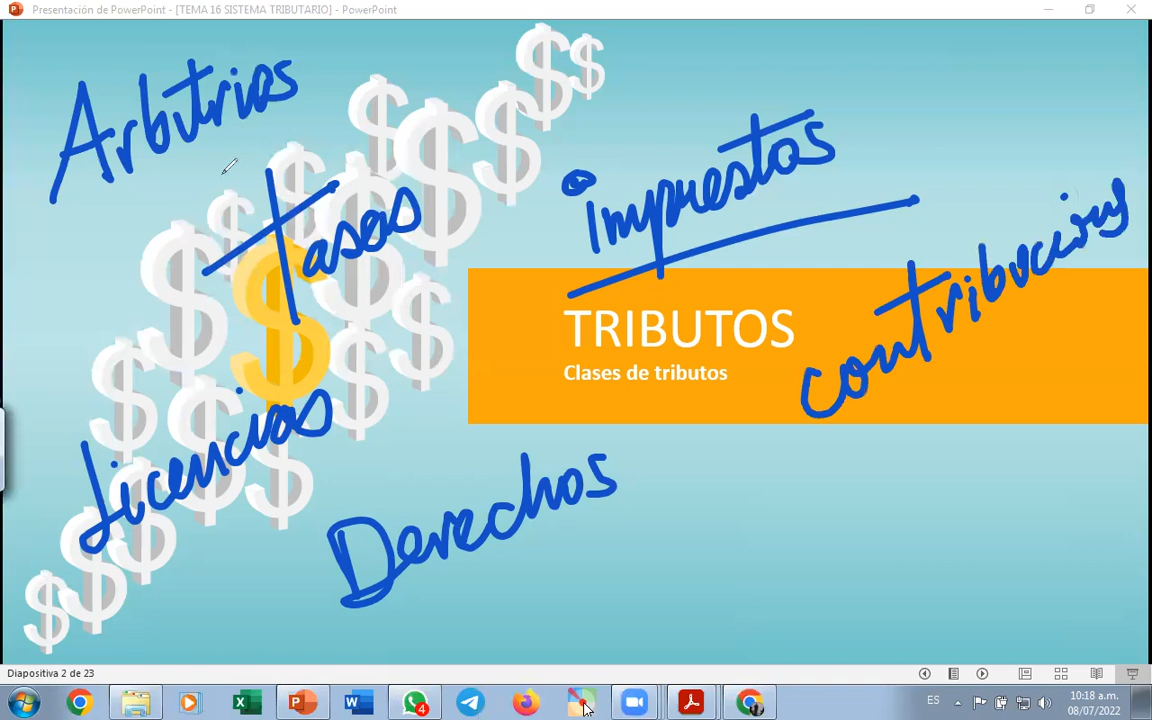 Presentación de PowerPoint - [TEMA 16 SISTEMA TRIBUTARIO] - PowerPoint
Arbitrios
Impuestos
Tasas
Contribuciones
TRIBUTOS
Clases de tributos
Licencias
Derechos
Diapositiva 2 de 23
4
ES
10:18 a.m.
08/07/2022